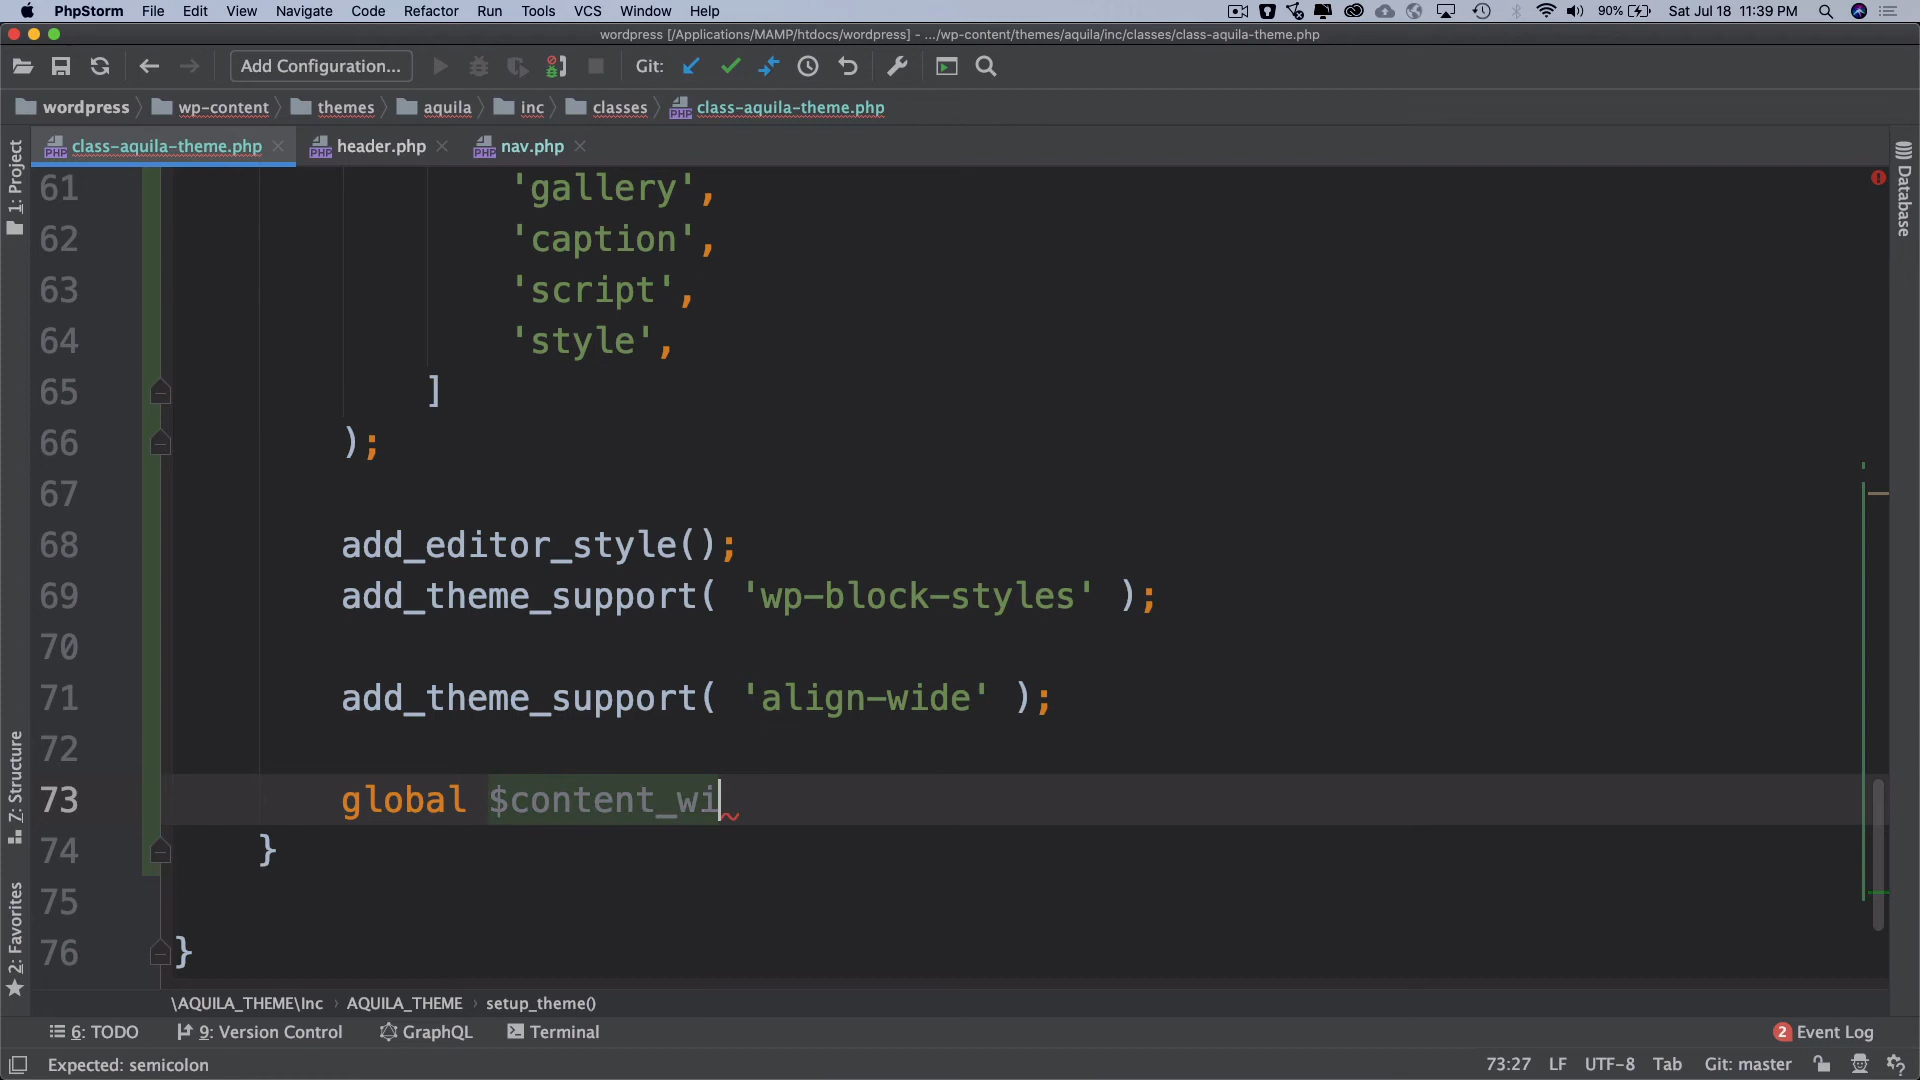 PhpStorm File Edit View Navigate Code Refactor Run Tools VCS Window Help 90% Sat Jul 18 11:39 PM
wordpress [/Applications/MAMP/htdocs/wordpress] - .../wp-content/themes/aquila/inc/classes/class-aquila-theme.php
Add Configuration... Git:
wordpress wp-content themes aquila inc classes class-aquila-theme.php
class-aquila-theme.php header.php nav.php
1: Project
Database
61 'gallery',
62 'caption',
63 'script',
64 'style',
65 ]
66 );
67
68 add_editor_style();
69 add_theme_support( 'wp-block-styles' );
70
71 add_theme_support( 'align-wide' );
72
73 global $content_wi
74 }
75
76 }
Z: Structure
2: Favorites
\AQUILA_THEME\Inc AQUILA_THEME setup_theme()
6: TODO 9: Version Control GraphQL Terminal 2 Event Log
Expected: semicolon 73:27 LF UTF-8 Tab Git: master